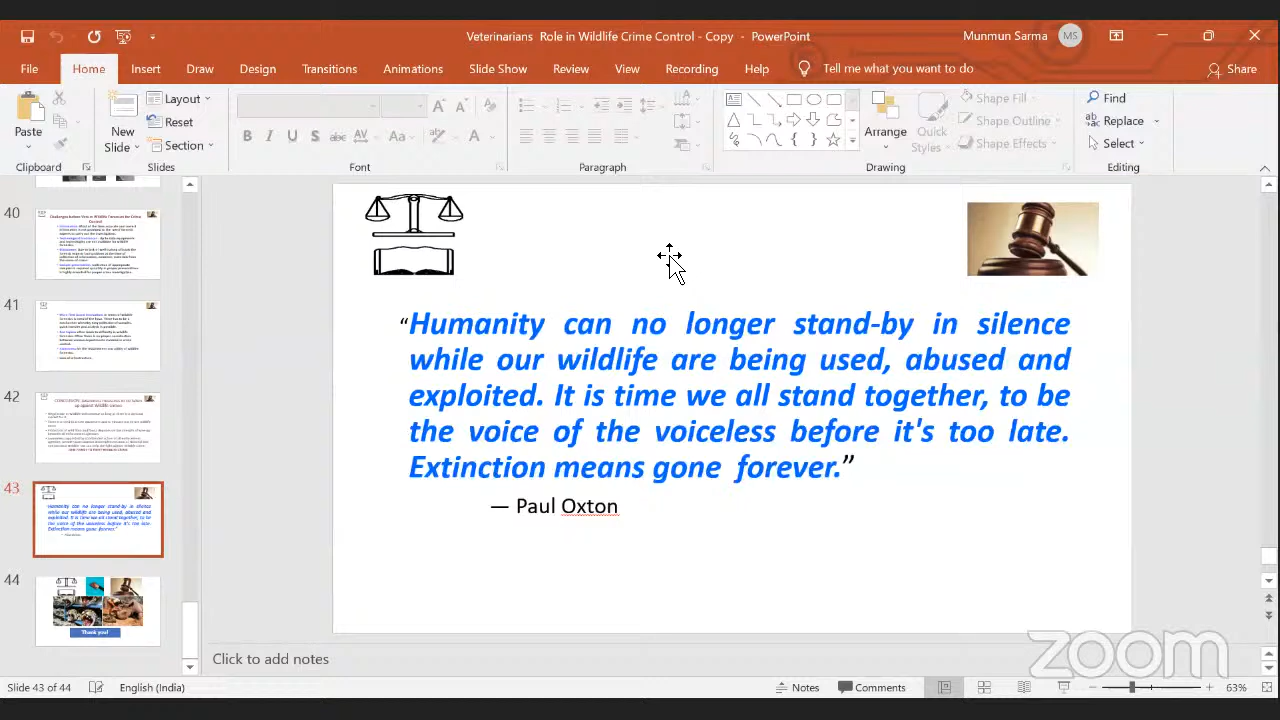 Veterinarians Role in Wildlife Crime Control - Copy - PowerPoint
Munmun Sarma MS
File Home Insert Draw Design Transitions Animations Slide Show Review View Recording Help Tell me what you want to do Share
Paste
Clipboard
New Slide
Layout
Reset
Section
Slides
B I U S abc AV Aa A
Font
Paragraph
Arrange
Quick Styles
Shape Fill
Shape Outline
Shape Effects
Drawing
Find
Replace
Select
Editing
40
41
42
43
44
Thank you!
“Humanity can no longer stand-by in silence
while our wildlife are being used, abused and
exploited. It is time we all stand together, to be
the voice of the voiceless before it's too late.
Extinction means gone forever.”
― Paul Oxton
Click to add notes
zoom
Slide 43 of 44 English (India) Notes Comments 63%